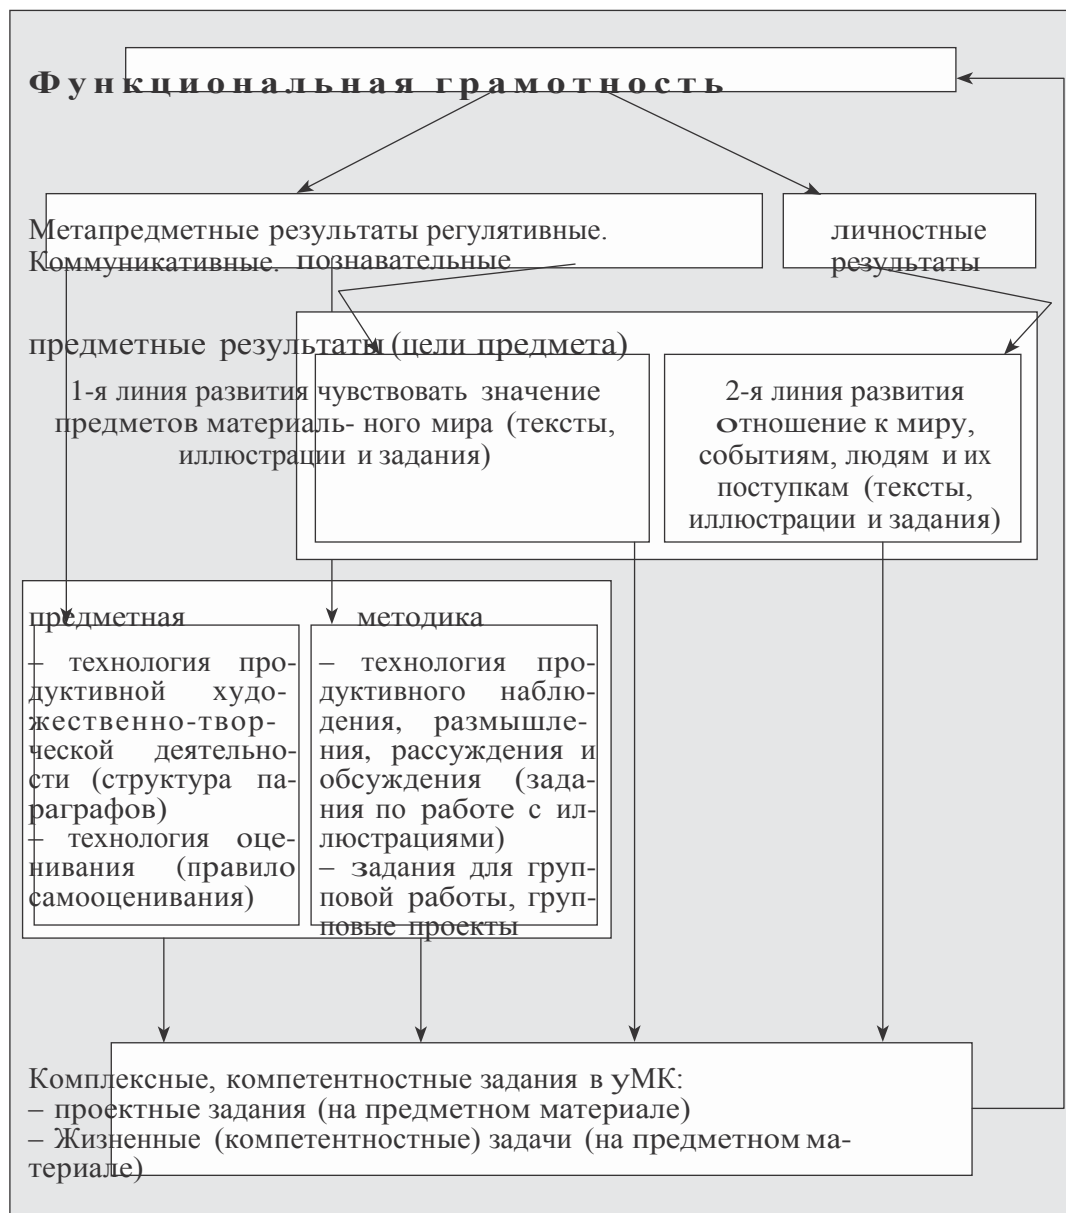 Функциональная грамотность
Метапредметные результаты регулятивные.
Коммуникативные. познавательные
личностные
результаты
предметные результаты (цели предмета)
1-я линия развития чувствовать значение
предметов материаль- ного мира (тексты,
иллюстрации и задания)
2-я линия развития
отношение к миру,
событиям, людям и их
поступкам (тексты,
иллюстрации и задания)
предметная методика
– технология про-
дуктивной худо-
жественно-твор-
ческой деятельно-
сти (структура па-
раграфов)
– технология оце-
нивания (правило
самооценивания)
– технология про-
дуктивного наблю-
дения, размышле-
ния, рассуждения и
обсуждения (зада-
ния по работе с ил-
люстрациями)
– задания для груп-
повой работы, груп-
повые проекты
Комплексные, компетентностные задания в уМК:
– проектные задания (на предметном материале)
– Жизненные (компетентностные) задачи (на предметном ма-
териале)